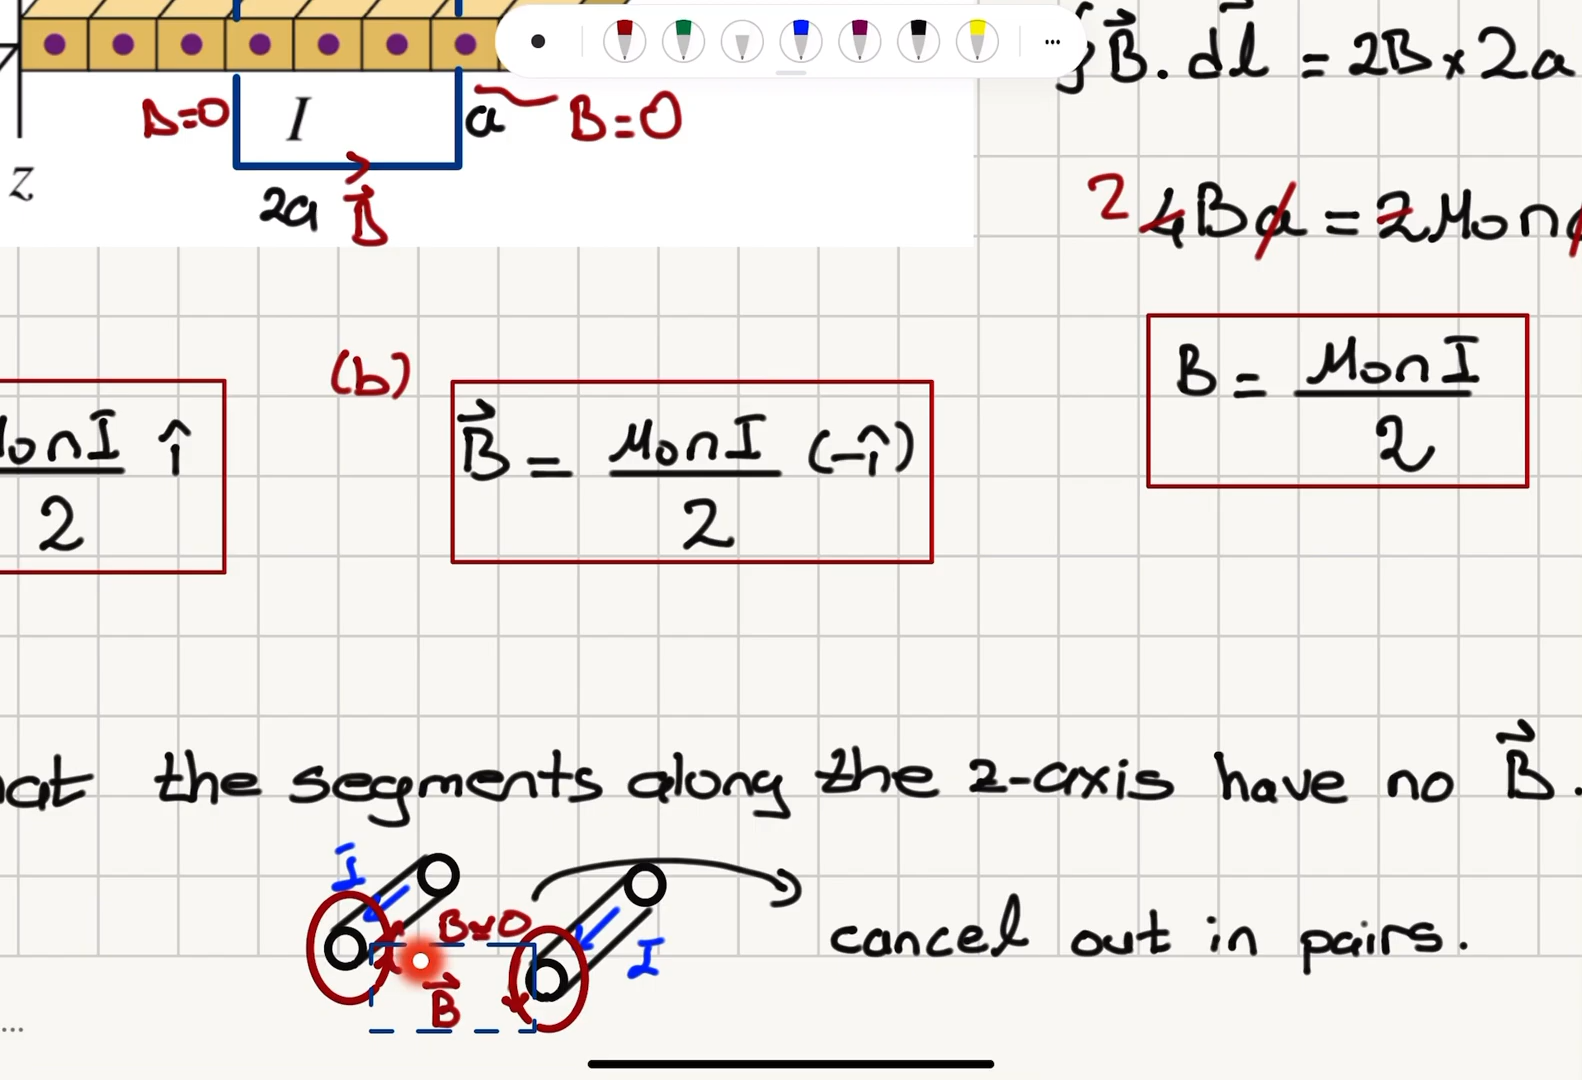 ∮B⃗.dl⃗ = 2B × 2a
B=0 I a B=0
z
2a B⃗
2 4Ba = 2μ₀n
(b)
μ₀nI/2 î
B⃗ = μ₀nI/2 (-î)
B = μ₀nI/2
the segments along the z-axis have no B⃗.
I
B≈0
I
B⃗
cancel out in pairs.